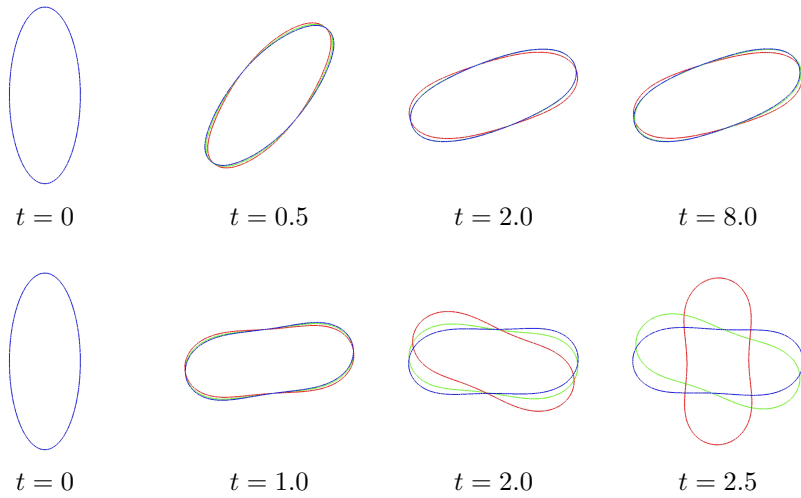 t = 0 t = 0.5 t = 2.0 t = 8.0
t = 0 t = 1.0 t = 2.0 t = 2.5